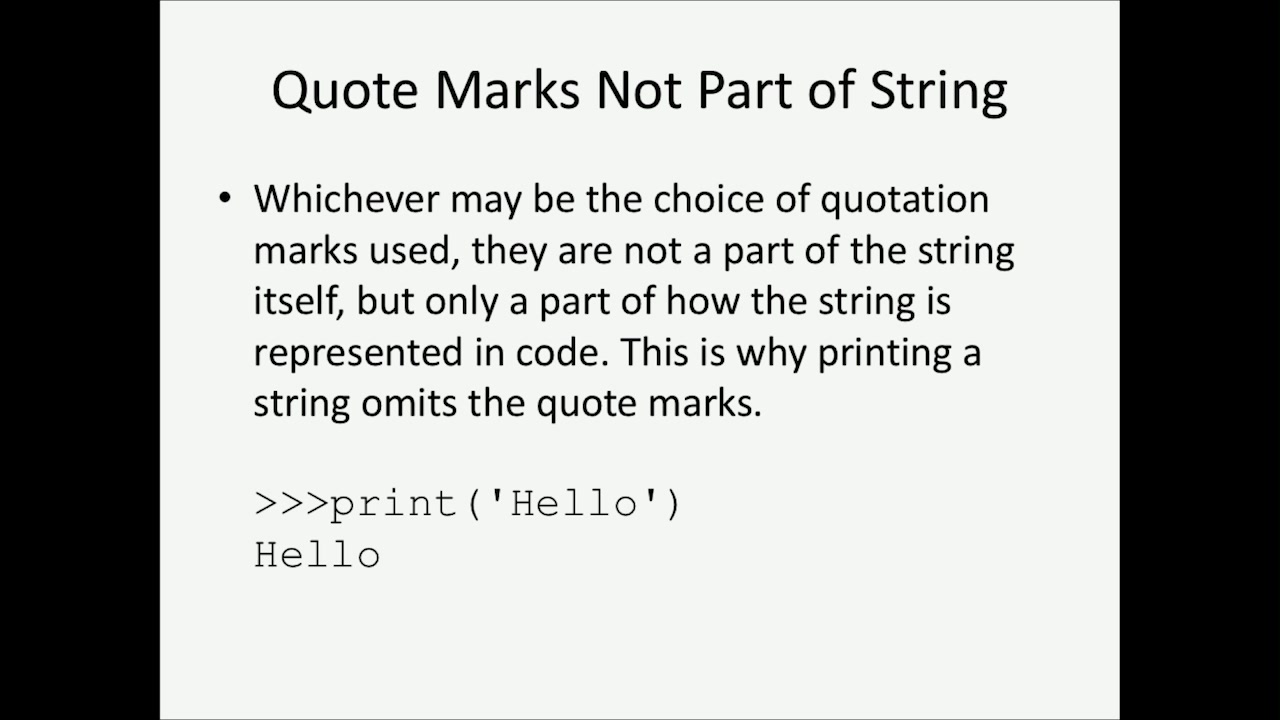 Quote Marks Not Part of String
• Whichever may be the choice of quotation
marks used, they are not a part of the string
itself, but only a part of how the string is
represented in code. This is why printing a
string omits the quote marks.
>>>print('Hello')
Hello